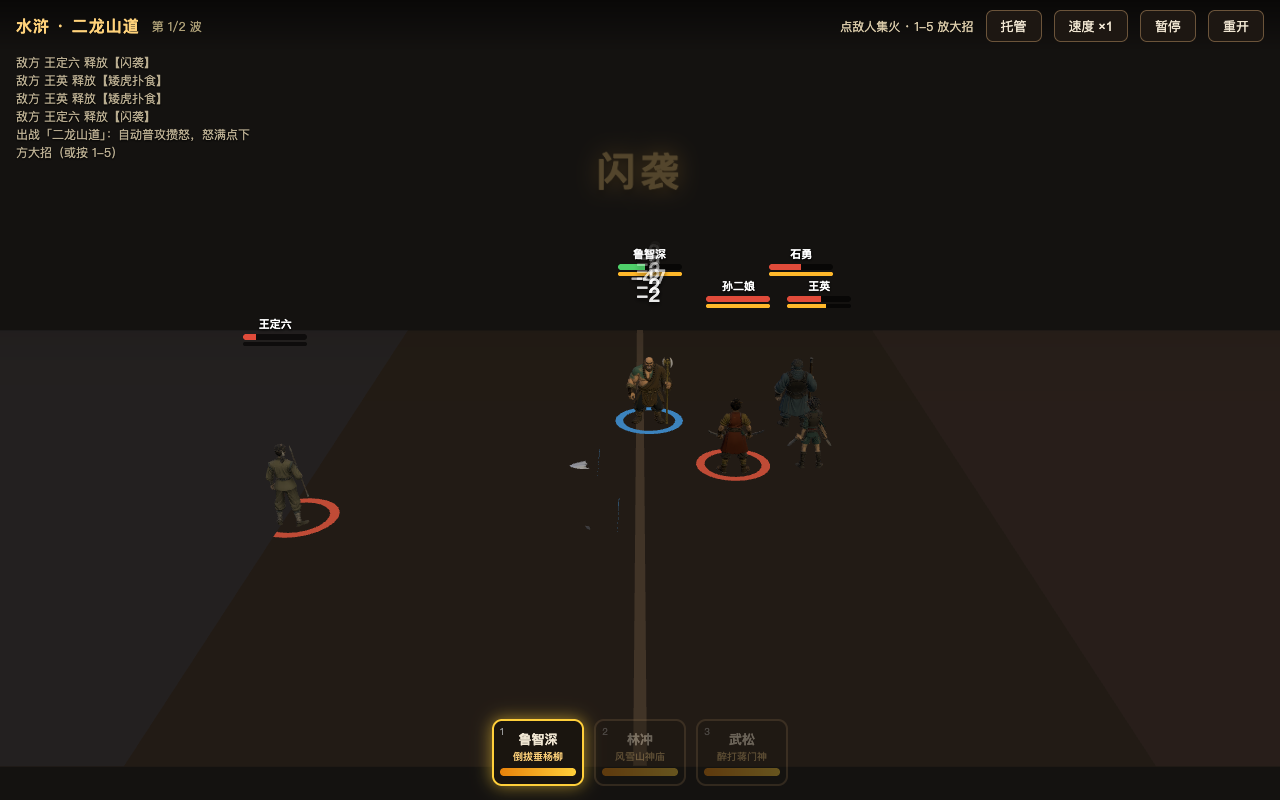 水浒 · 二龙山道 第 1/2 波
点敌人集火 · 1–5 放大招 托管 速度 ×1 暂停 重开
敌方 王定六 释放【闪袭】
敌方 王英 释放【矮虎扑食】
敌方 王英 释放【矮虎扑食】
敌方 王定六 释放【闪袭】
出战「二龙山道」：自动普攻攒怒，怒满点下
方大招（或按 1–5）
闪袭
鲁智深
石勇
孙二娘
王英
王定六
−2
1 鲁智深
倒拔垂杨柳
2 林冲
风雪山神庙
3 武松
醉打蒋门神